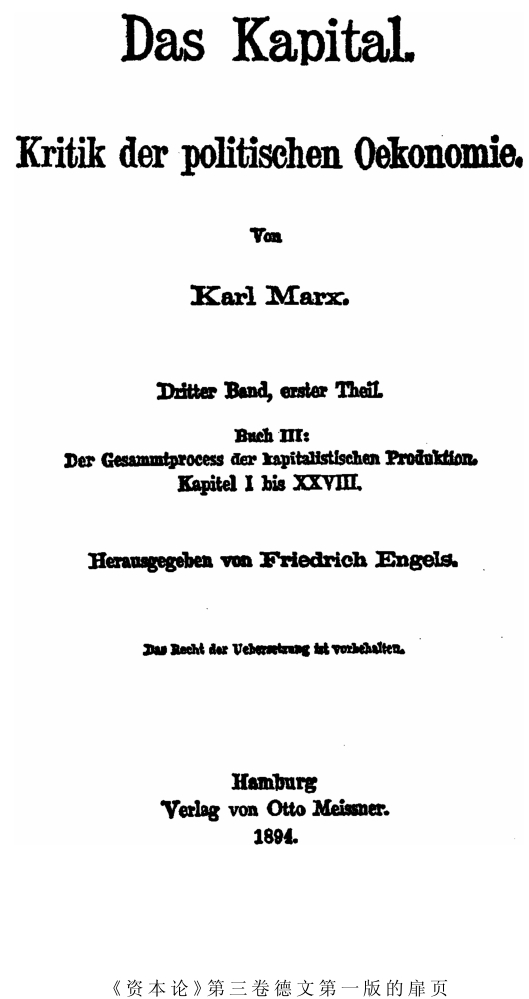 Das Kapital.
Kritik der politischen Oekonomie.
Von
Karl Marx.
Dritter Band, erster Theil.
Buch III:
Der Gesammtprocess der kapitalistischen Produktion.
Kapitel I bis XXVIII.
Herausgegeben von Friedrich Engels.
Das Recht der Uebersetzung ist vorbehalten.
Hamburg
Verlag von Otto Meissner.
1894.
《资本论》第三卷德文第一版的扉页